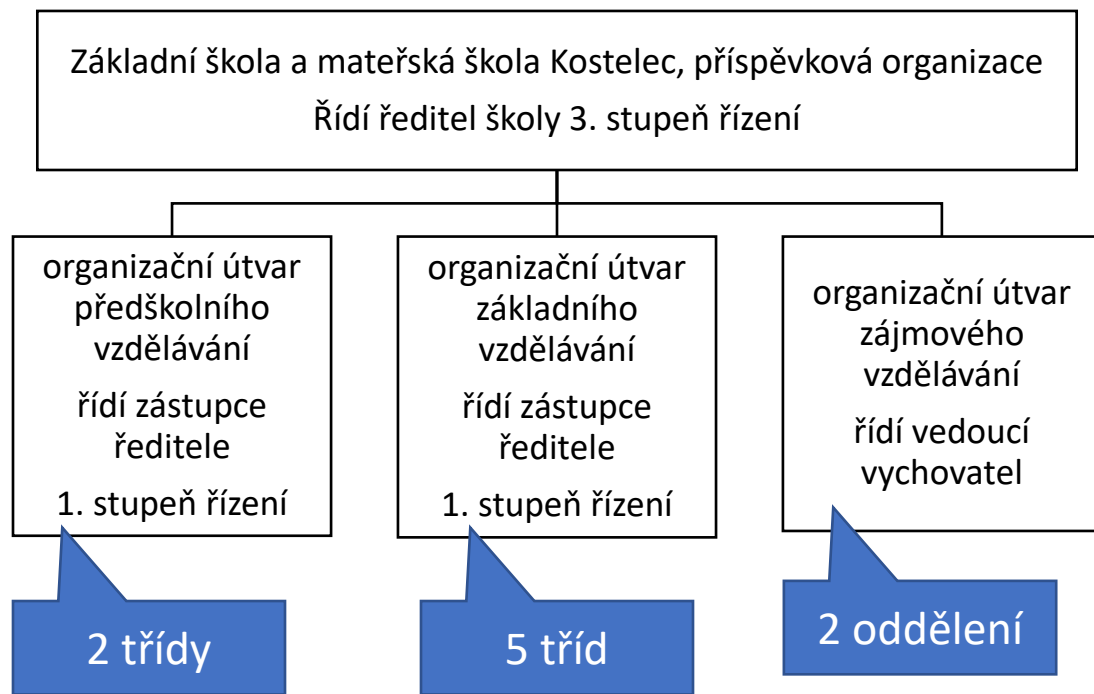 Základní škola a mateřská škola Kostelec, příspěvková organizace
Řídí ředitel školy 3. stupeň řízení
organizační útvar
předškolního
vzdělávání
řídí zástupce
ředitele
1. stupeň řízení
organizační útvar
základního
vzdělávání
řídí zástupce
ředitele
1. stupeň řízení
organizační útvar
zájmového
vzdělávání
řídí vedoucí
vychovatel
2 třídy
5 tříd
2 oddělení